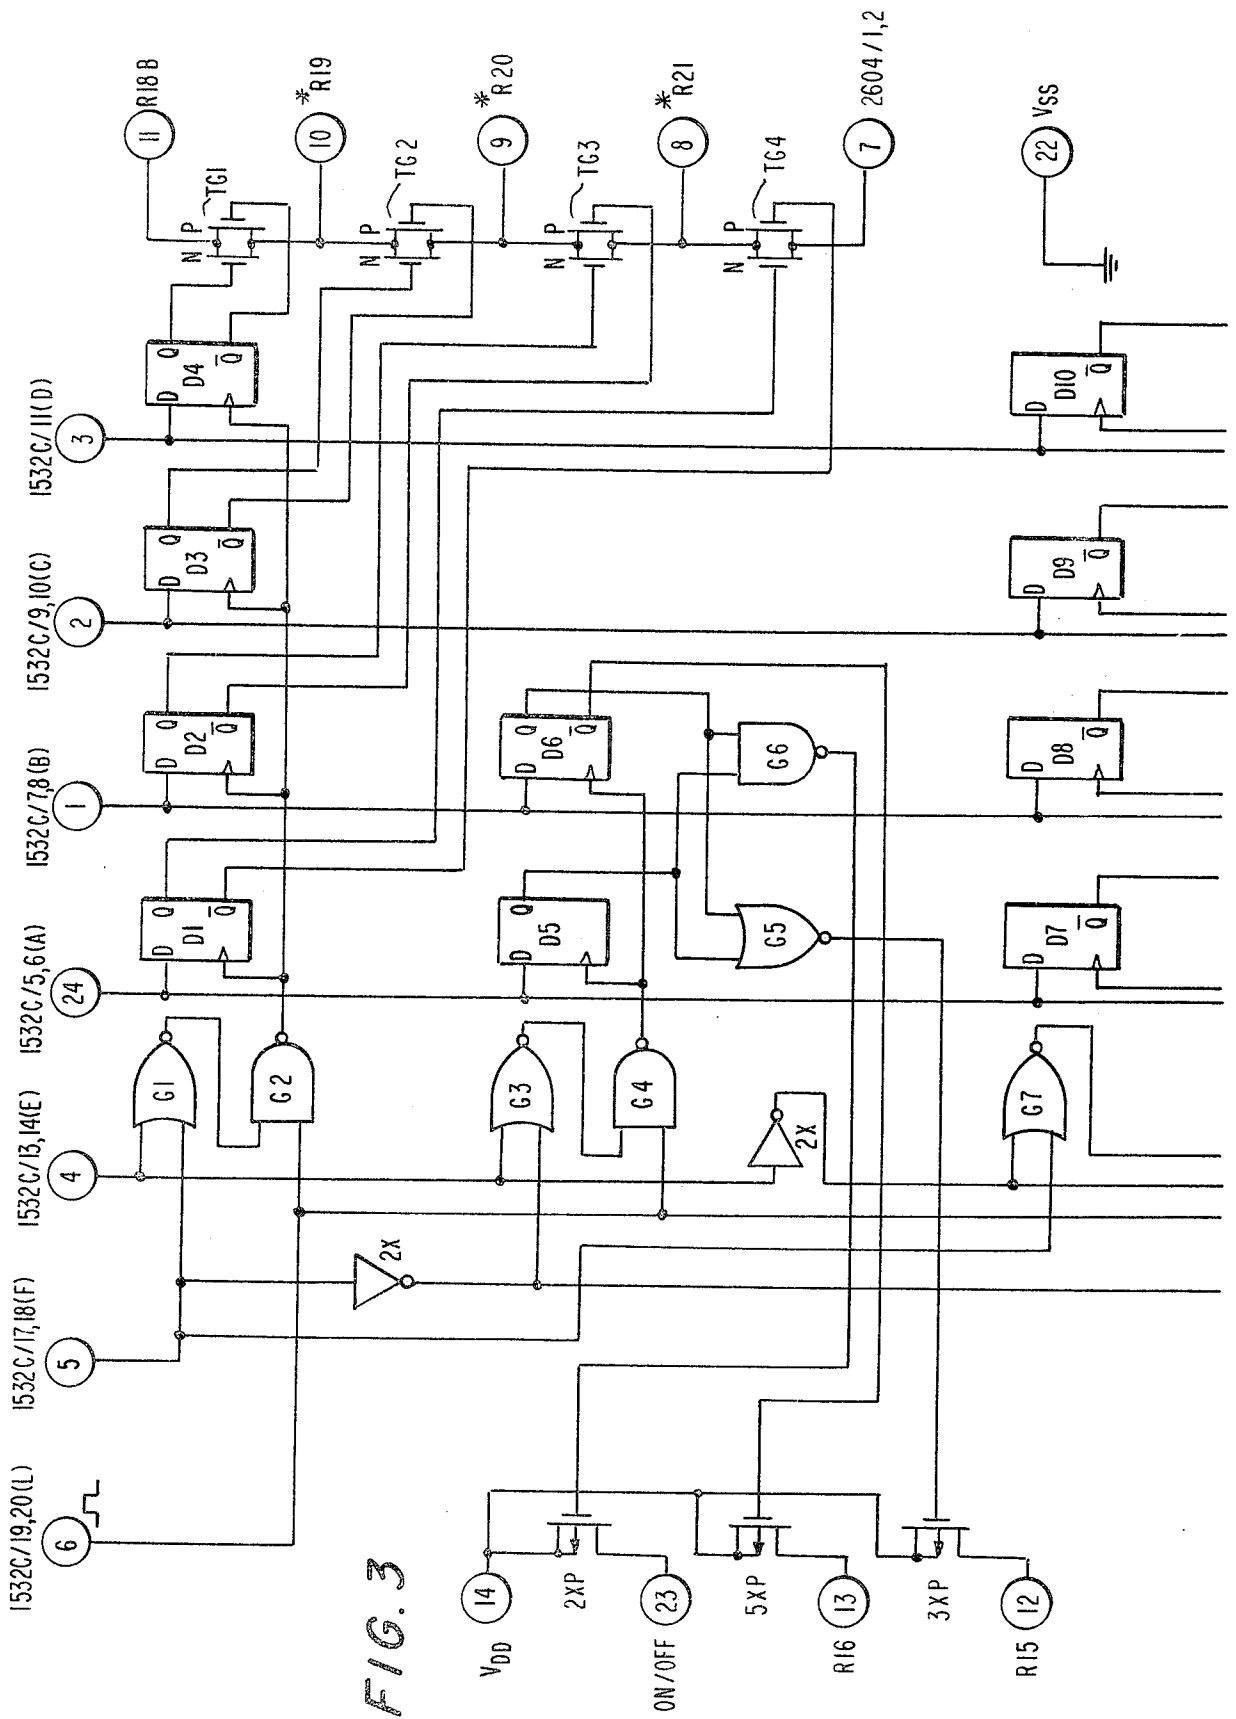 1532C/19,20(L)
6
1532C/17,18(F)
5
1532C/13,14(E)
4
1532C/5,6(A)
24
1532C/7,8(B)
1
1532C/9,10(C)
2
1532C/11(D)
3
11
R18B
10
*R19
9
*R20
8
*R21
7
2604/1,2
22
VSS
G1
G2
D Q
D1
Q̅
D Q
D2
Q̅
D Q
D3
Q̅
D Q
D4
Q̅
N P
TG1
N P
TG2
N P
TG3
N P
TG4
2X
G3
G4
D Q
D5
D Q
D6
Q̅
G5
G6
2X
G7
D
D7
Q̅
D
D8
Q̅
D
D9
Q̅
D
D10
Q̅
FIG. 3
VDD
14
2XP
ON/OFF
23
5XP
R16
13
3XP
R15
12